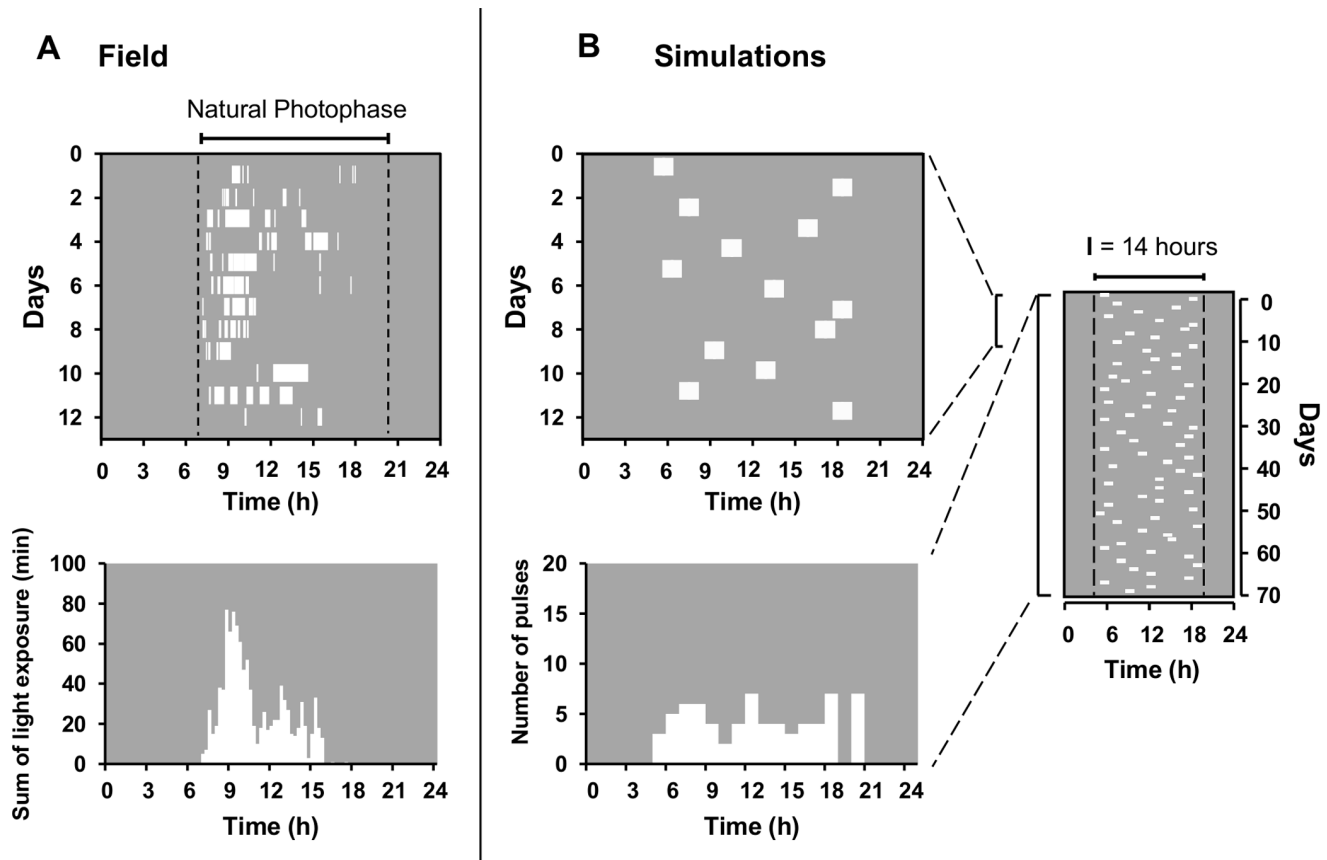 A Field
Natural Photophase
0
2
4
6
8
10
12
Days
0 3 6 9 12 15 18 21 24
Time (h)
100
80
60
40
20
0
Sum of light exposure (min)
0 3 6 9 12 15 18 21 24
Time (h)
B Simulations
0
2
4
6
8
10
12
Days
0 3 6 9 12 15 18 21 24
Time (h)
20
15
10
5
0
Number of pulses
0 3 6 9 12 15 18 21 24
Time (h)
I = 14 hours
0
10
20
30
40
50
60
70
Days
0 6 12 18 24
Time (h)